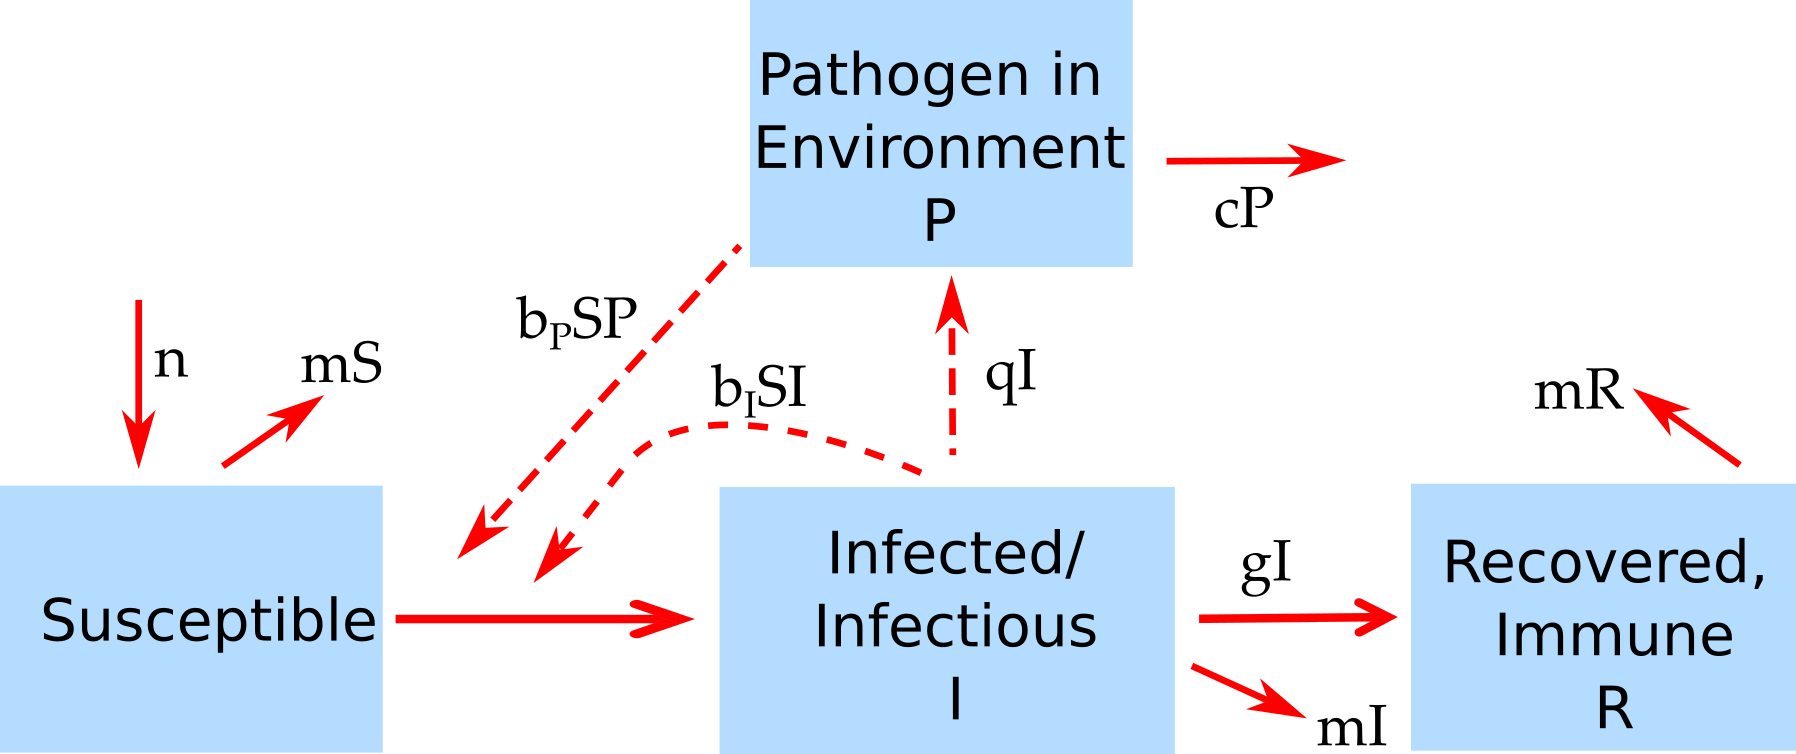 Pathogen in
Environment
P
cP
b_PSP
n
mS
b_ISI
qI
mR
Susceptible
Infected/
Infectious
I
gI
mI
Recovered,
Immune
R